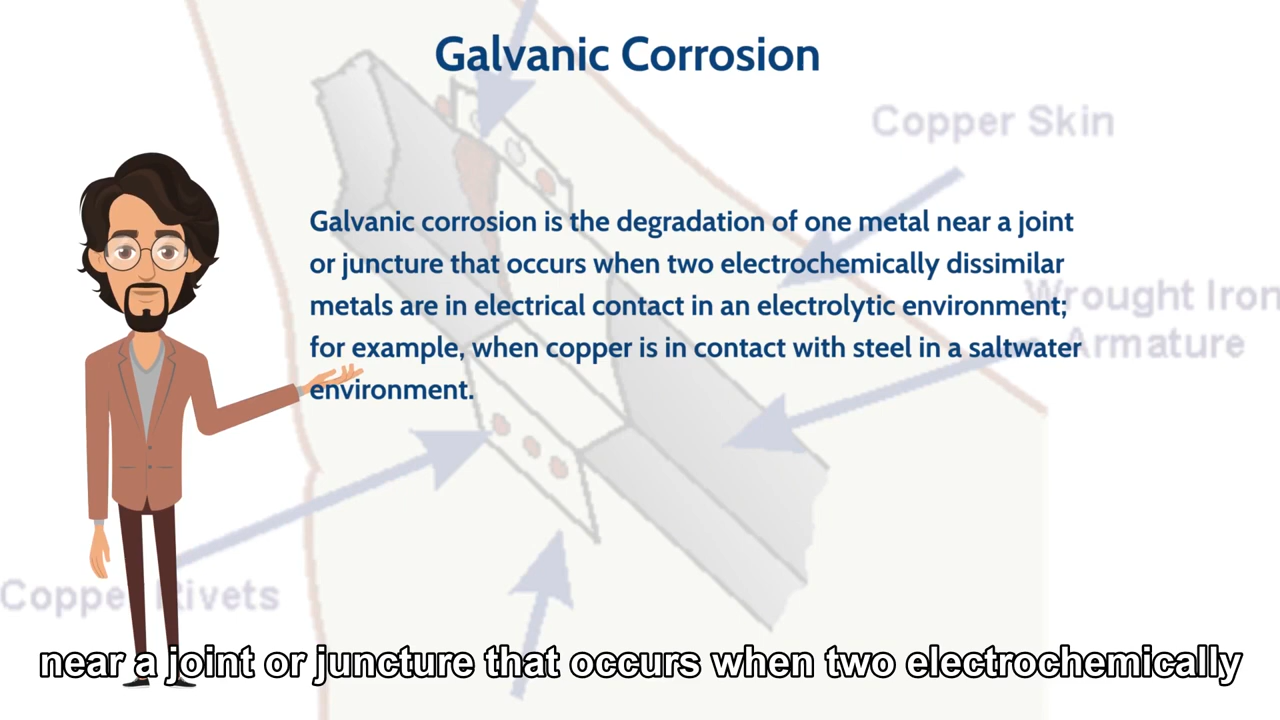 Galvanic Corrosion
Copper Skin
Galvanic corrosion is the degradation of one metal near a joint
or juncture that occurs when two electrochemically dissimilar
metals are in electrical contact in an electrolytic environment;
for example, when copper is in contact with steel in a saltwater
environment.
Wrought Iron
Armature
Copper Rivets
near a joint or juncture that occurs when two electrochemically